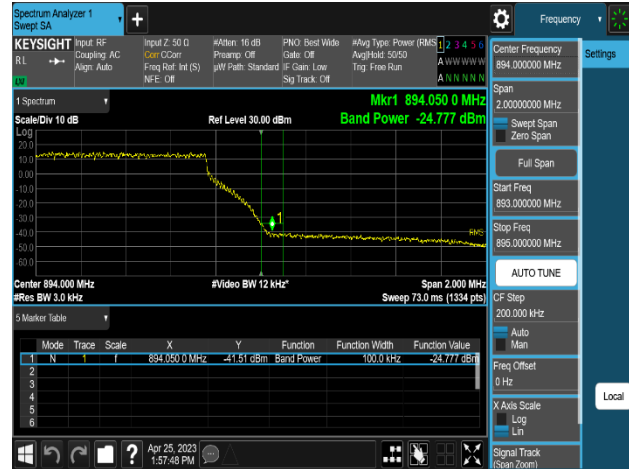 Spectrum Analyzer 1
Swept SA
+
Frequency
KEYSIGHT
Input: RF
Coupling: AC
Align: Auto
Input Z: 50 Ω
Corr CCorr
Freq Ref: Int (S)
NFE: Off
#Atten: 16 dB
Preamp: Off
µW Path: Standard
PNO: Best Wide
Gate: Off
IF Gain: Low
Sig Track: Off
#Avg Type: Power (RMS
Avg|Hold: 50/50
Trig: Free Run
1 2 3 4 5 6
A W W W W W
A N N N N N
R L
LXI
1 Spectrum
Scale/Div 10 dB
Ref Level 30.00 dBm
Mkr1 894.050 0 MHz
Band Power -24.777 dBm
Log
20.0
10.0
0.00
-10.0
-20.0
-30.0
-40.0
-50.0
-60.0
1
RMS
Center 894.000 MHz
#Video BW 12 kHz*
Span 2.000 MHz
#Res BW 3.0 kHz
Sweep 73.0 ms (1334 pts)
5 Marker Table
Mode Trace Scale X Y Function Function Width Function Value
1 N 1 f 894.050 0 MHz -41.51 dBm Band Power 100.0 kHz -24.777 dBm
2
3
4
5
6
Apr 25, 2023
1:57:48 PM
Center Frequency
894.000000 MHz
Settings
Span
2.00000000 MHz
Swept Span
Zero Span
Full Span
Start Freq
893.000000 MHz
Stop Freq
895.000000 MHz
AUTO TUNE
CF Step
200.000 kHz
Auto
Man
Freq Offset
0 Hz
X Axis Scale
Log
Lin
Local
Signal Track
(Span Zoom)